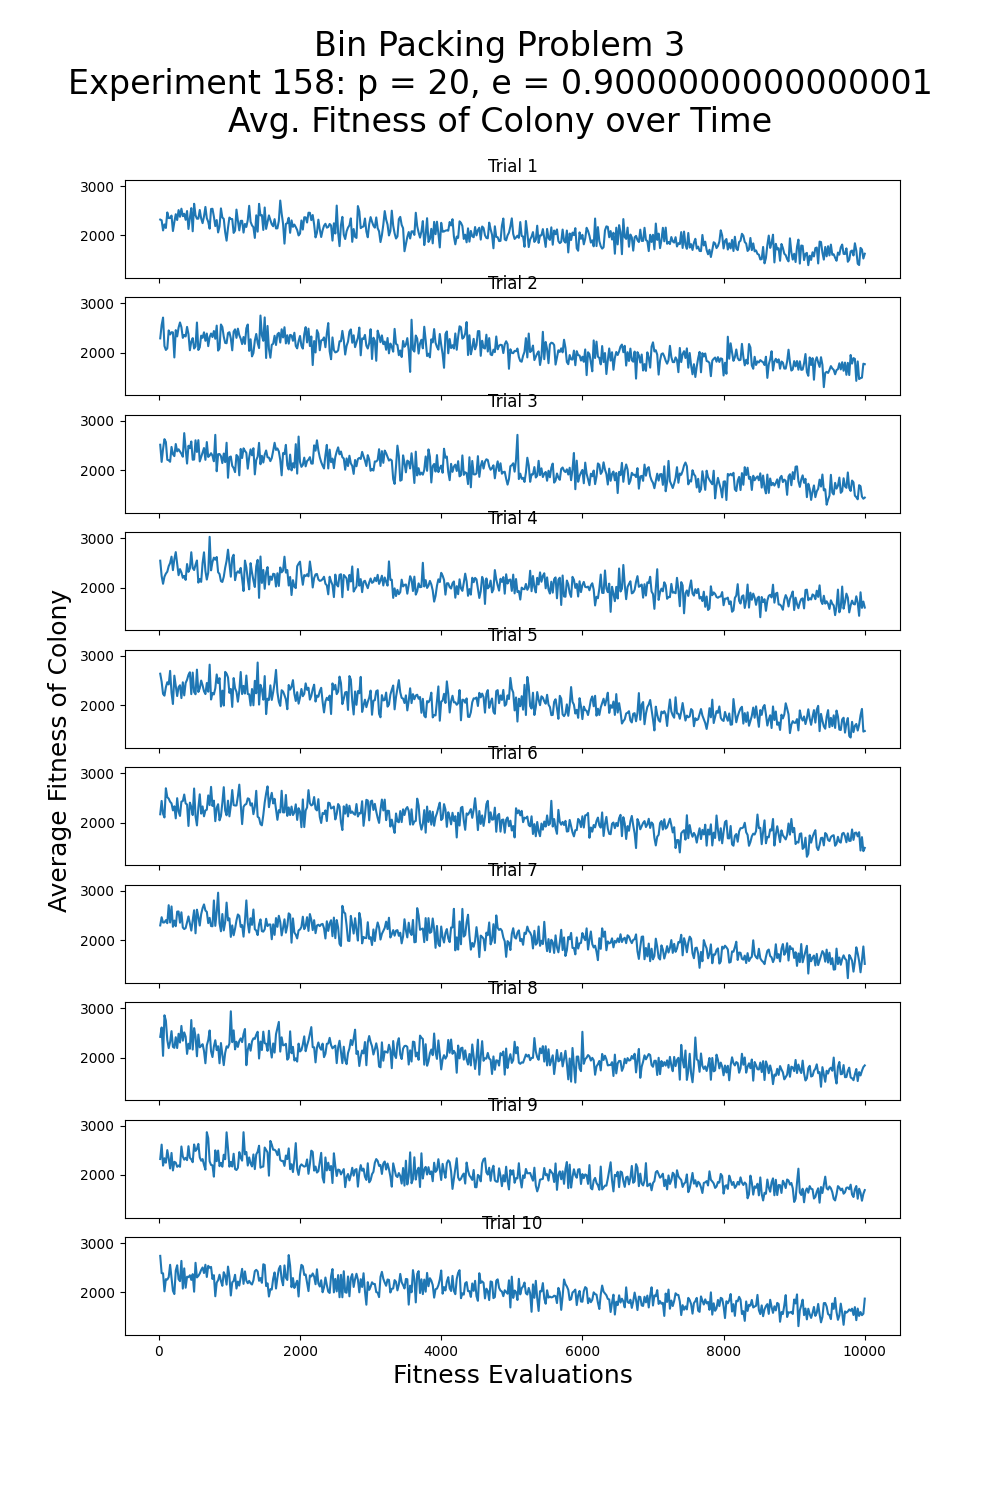 Bin Packing Problem 3
Experiment 158: p = 20, e = 0.9000000000000001
Avg. Fitness of Colony over Time
Trial 1
3000
2000
Trial 2
3000
2000
Trial 3
3000
2000
Trial 4
3000
2000
Trial 5
3000
2000
Trial 6
3000
2000
Trial 7
3000
2000
Trial 8
3000
2000
Trial 9
3000
2000
Trial 10
3000
2000
0 2000 4000 6000 8000 10000
Fitness Evaluations
Average Fitness of Colony